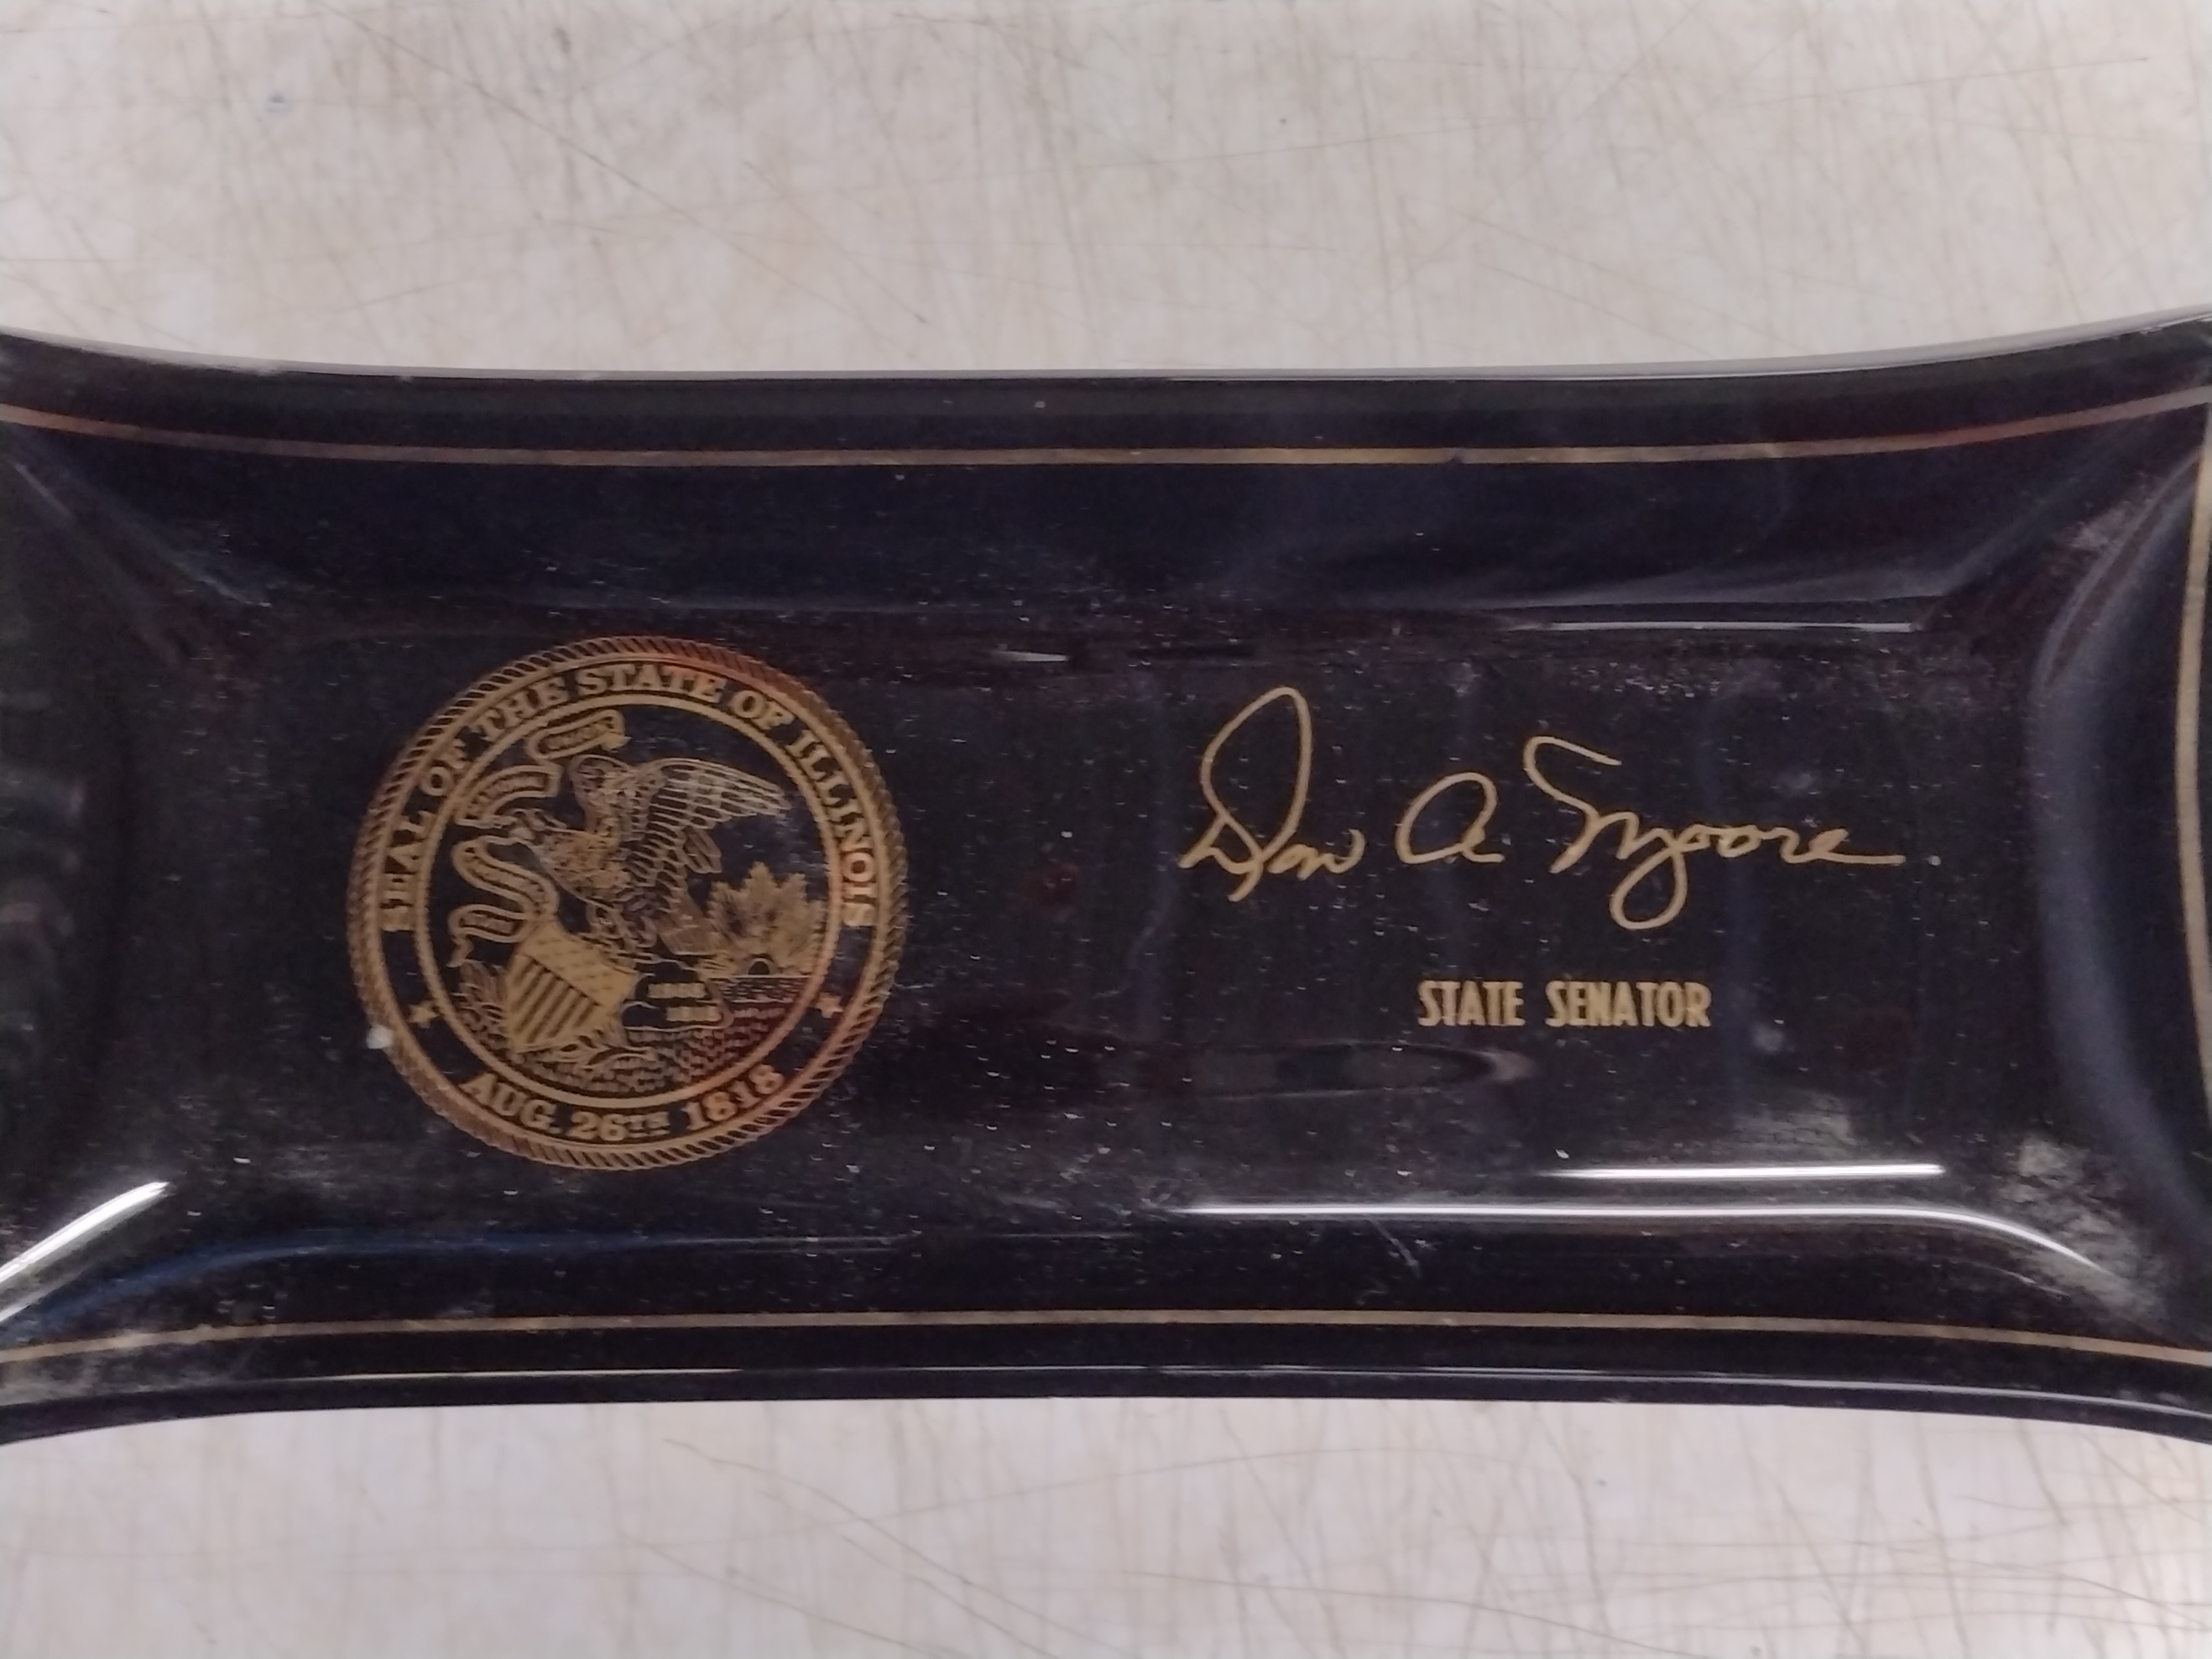 SEAL OF THE STATE OF ILLINOIS
AUG. 26TH 1818
Don A Moore
STATE SENATOR